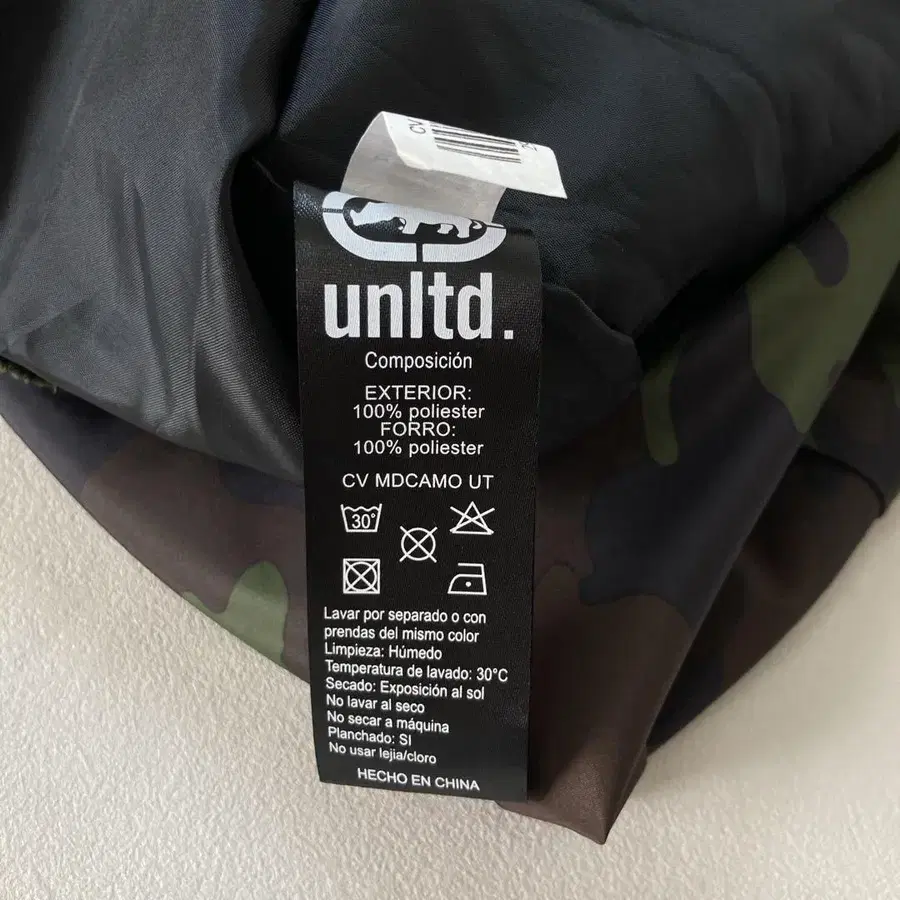 CV
unltd.
Composición
EXTERIOR:
100% poliester
FORRO:
100% poliester
CV MDCAMO UT
30°
Lavar por separado o con
prendas del mismo color
Limpieza: Húmedo
Temperatura de lavado: 30°C
Secado: Exposición al sol
No lavar al seco
No secar a máquina
Planchado: SI
No usar lejia/cloro
HECHO EN CHINA